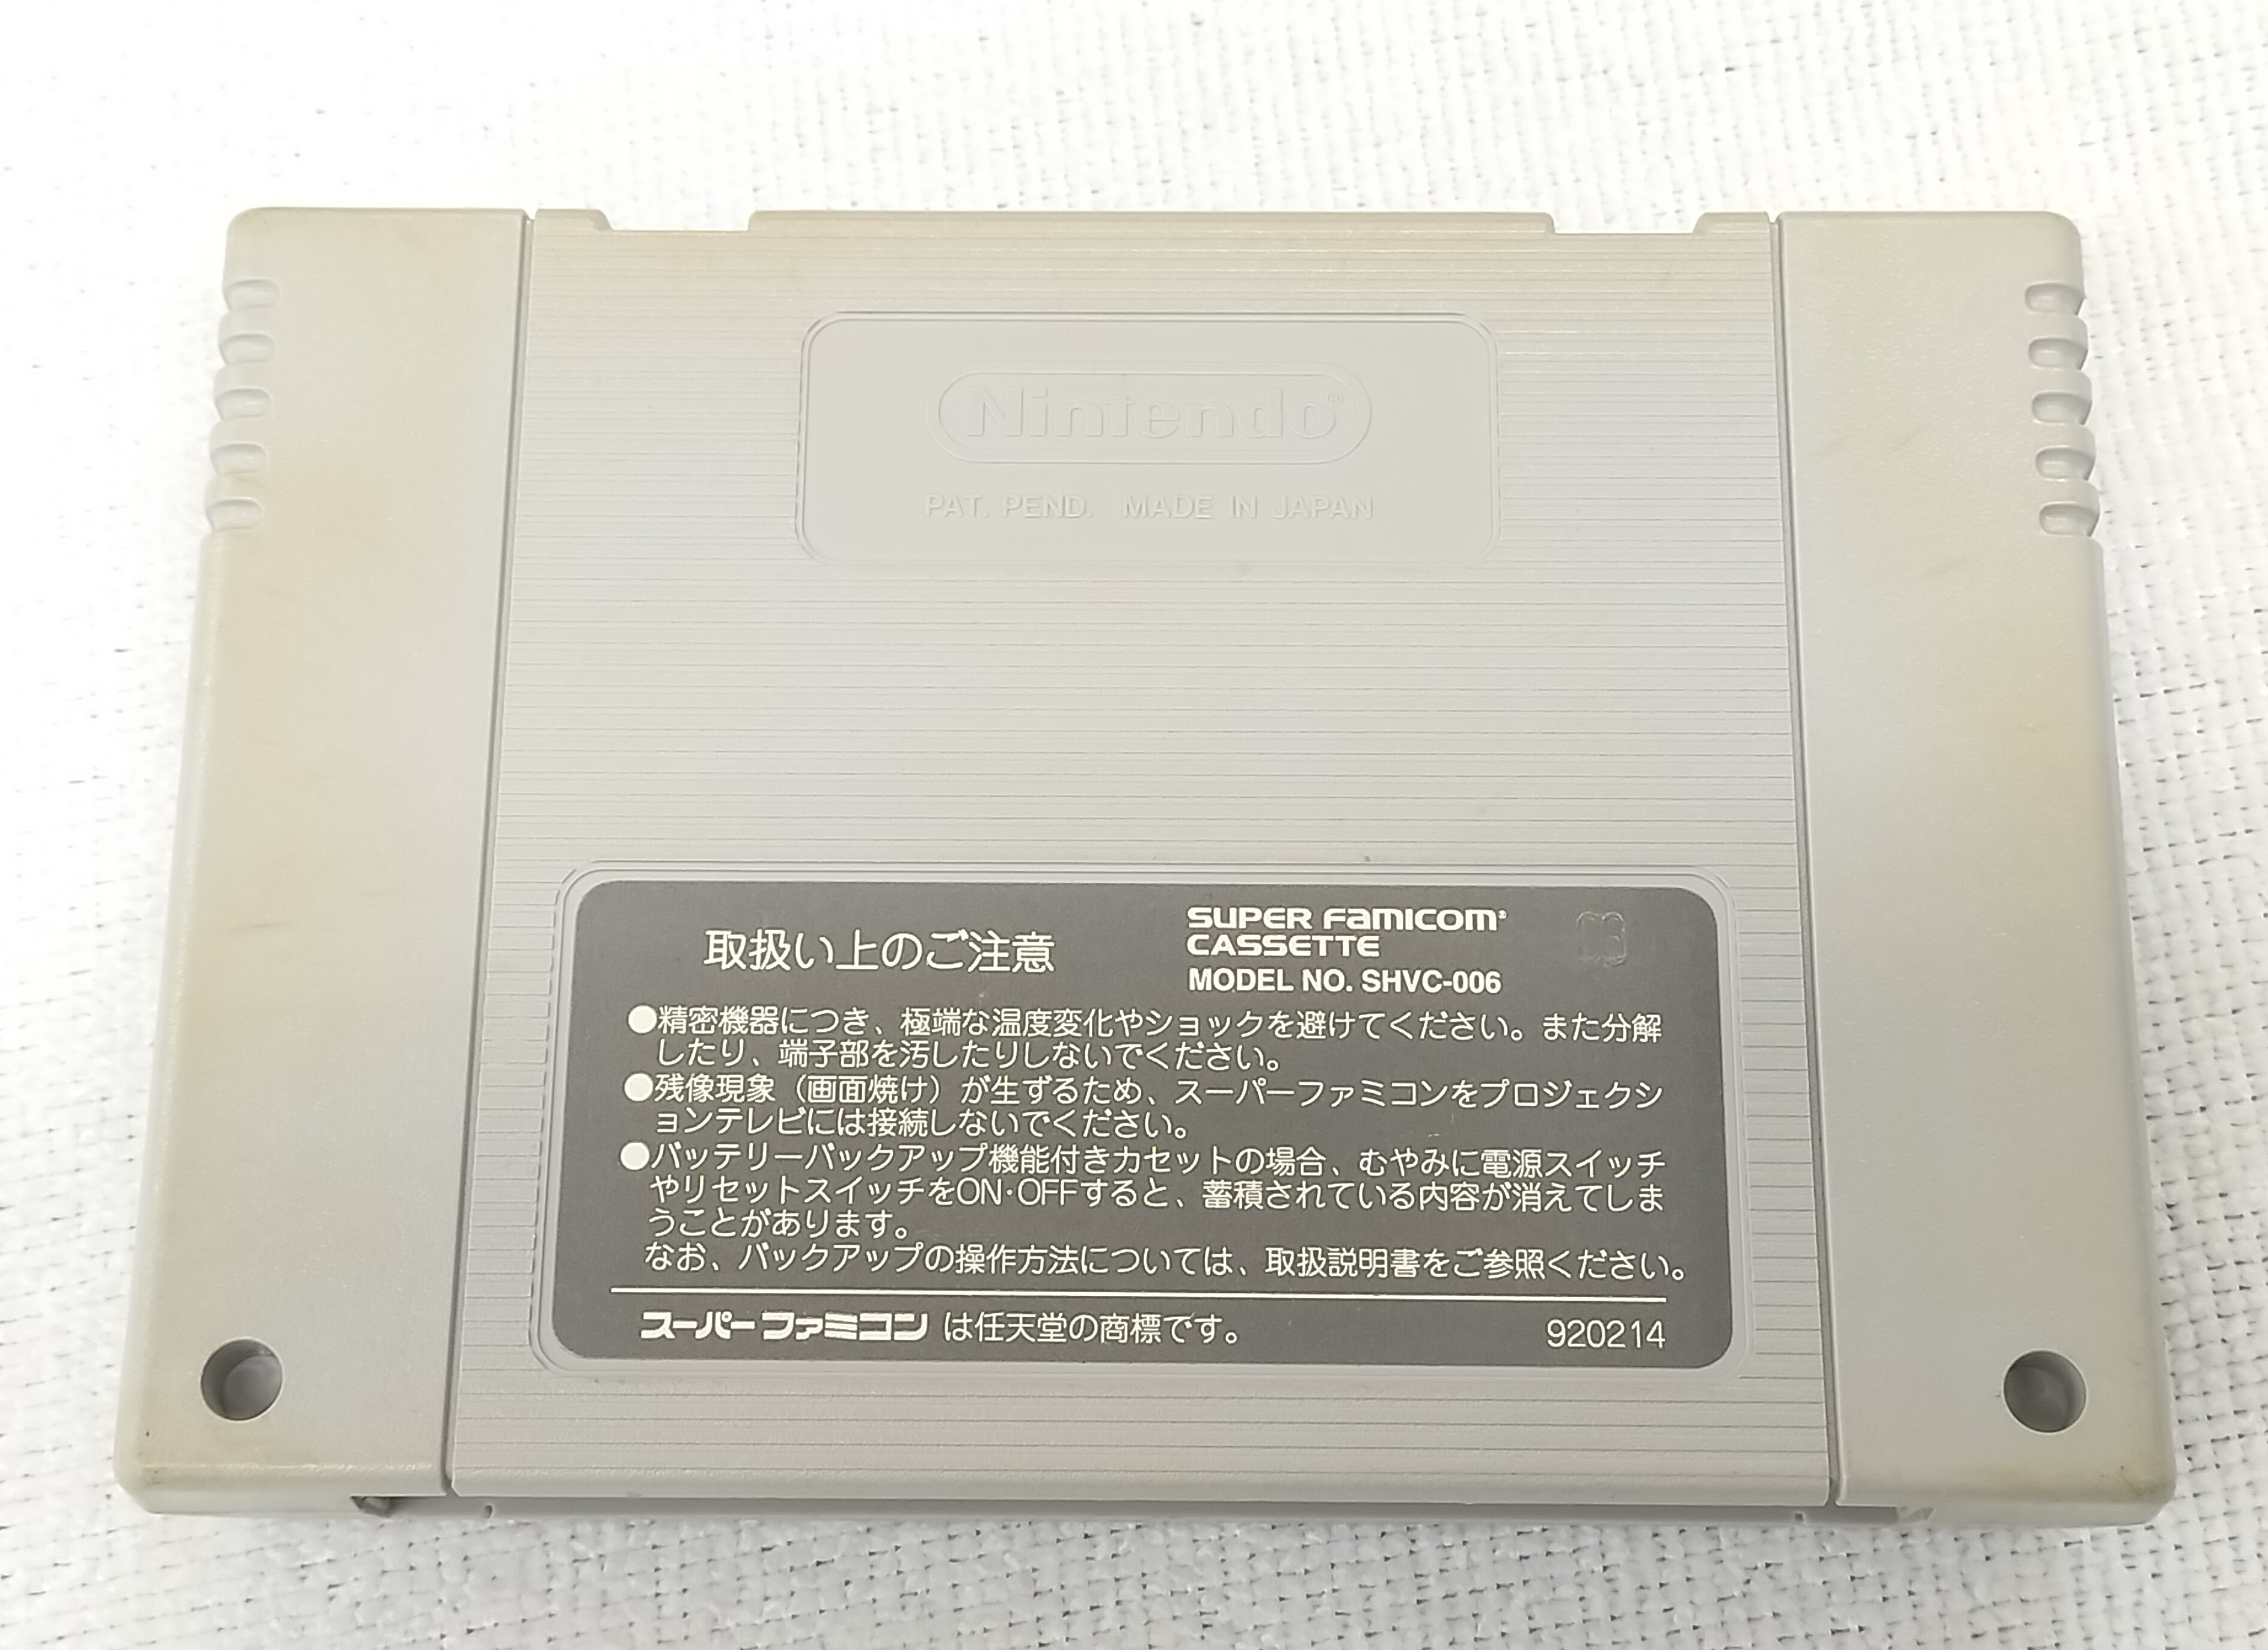 Nintendo®
PAT. PEND. MADE IN JAPAN
取扱い上のご注意
SUPER FAMICOM®
CASSETTE
MODEL NO. SHVC-006
●精密機器につき、極端な温度変化やショックを避けてください。また分解
したり、端子部を汚したりしないでください。
●残像現象（画面焼け）が生ずるため、スーパーファミコンをプロジェクシ
ョンテレビには接続しないでください。
●バッテリーバックアップ機能付きカセットの場合、むやみに電源スイッチ
やリセットスイッチをON·OFFすると、蓄積されている内容が消えてしま
うことがあります。
なお、バックアップの操作方法については、取扱説明書をご参照ください。
スーパーファミコン は任天堂の商標です。
920214